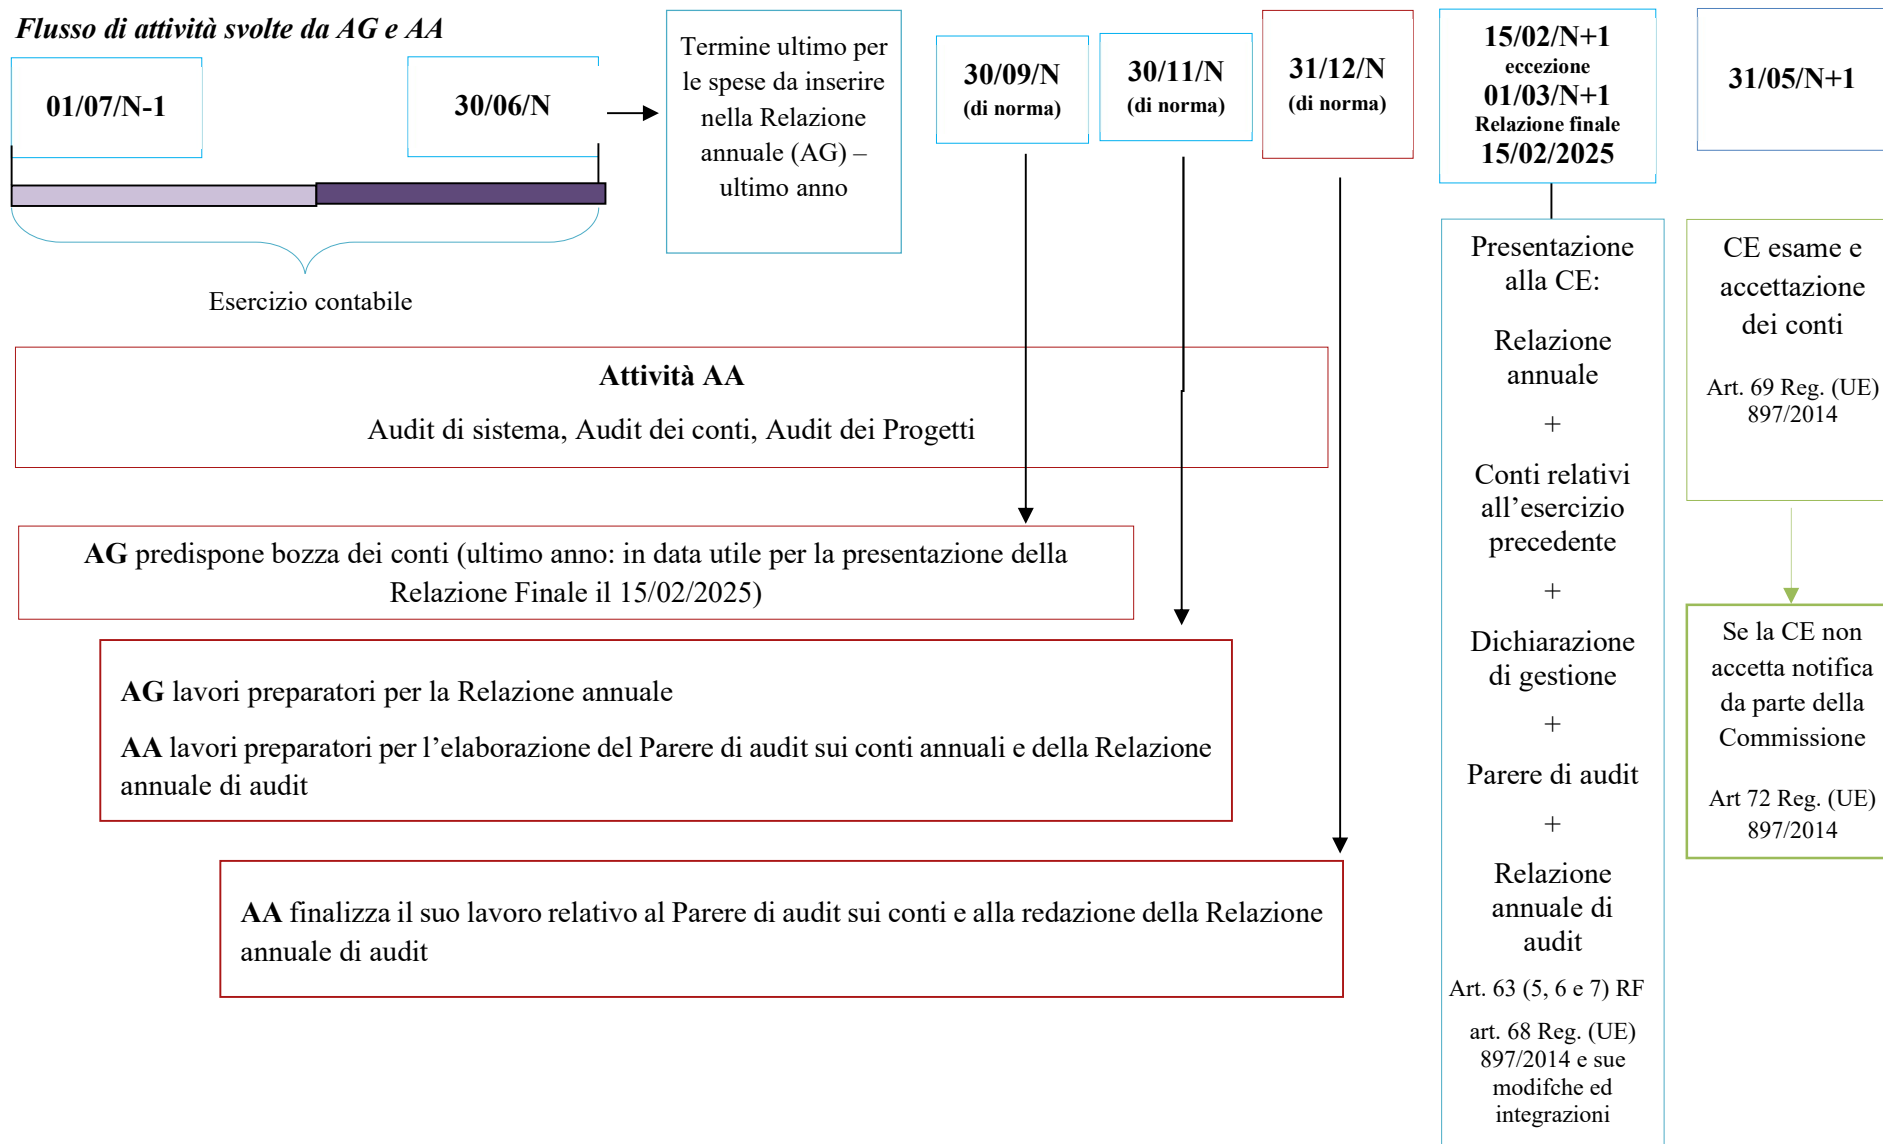 Flusso di attività svolte da AG e AA
01/07/N-1
30/06/N
Termine ultimo per
le spese da inserire
nella Relazione
annuale (AG) –
ultimo anno
30/09/N
(di norma)
30/11/N
(di norma)
31/12/N
(di norma)
15/02/N+1
eccezione
01/03/N+1
Relazione finale
15/02/2025
31/05/N+1
Esercizio contabile
Attività AA
Audit di sistema, Audit dei conti, Audit dei Progetti
AG predispone bozza dei conti (ultimo anno: in data utile per la presentazione della
Relazione Finale il 15/02/2025)
AG lavori preparatori per la Relazione annuale
AA lavori preparatori per l’elaborazione del Parere di audit sui conti annuali e della Relazione
annuale di audit
AA finalizza il suo lavoro relativo al Parere di audit sui conti e alla redazione della Relazione
annuale di audit
Presentazione
alla CE:
Relazione
annuale
+
Conti relativi
all’esercizio
precedente
+
Dichiarazione
di gestione
+
Parere di audit
+
Relazione
annuale di
audit
Art. 63 (5, 6 e 7) RF
art. 68 Reg. (UE)
897/2014 e sue
modifche ed
integrazioni
CE esame e
accettazione
dei conti
Art. 69 Reg. (UE)
897/2014
Se la CE non
accetta notifica
da parte della
Commissione
Art 72 Reg. (UE)
897/2014